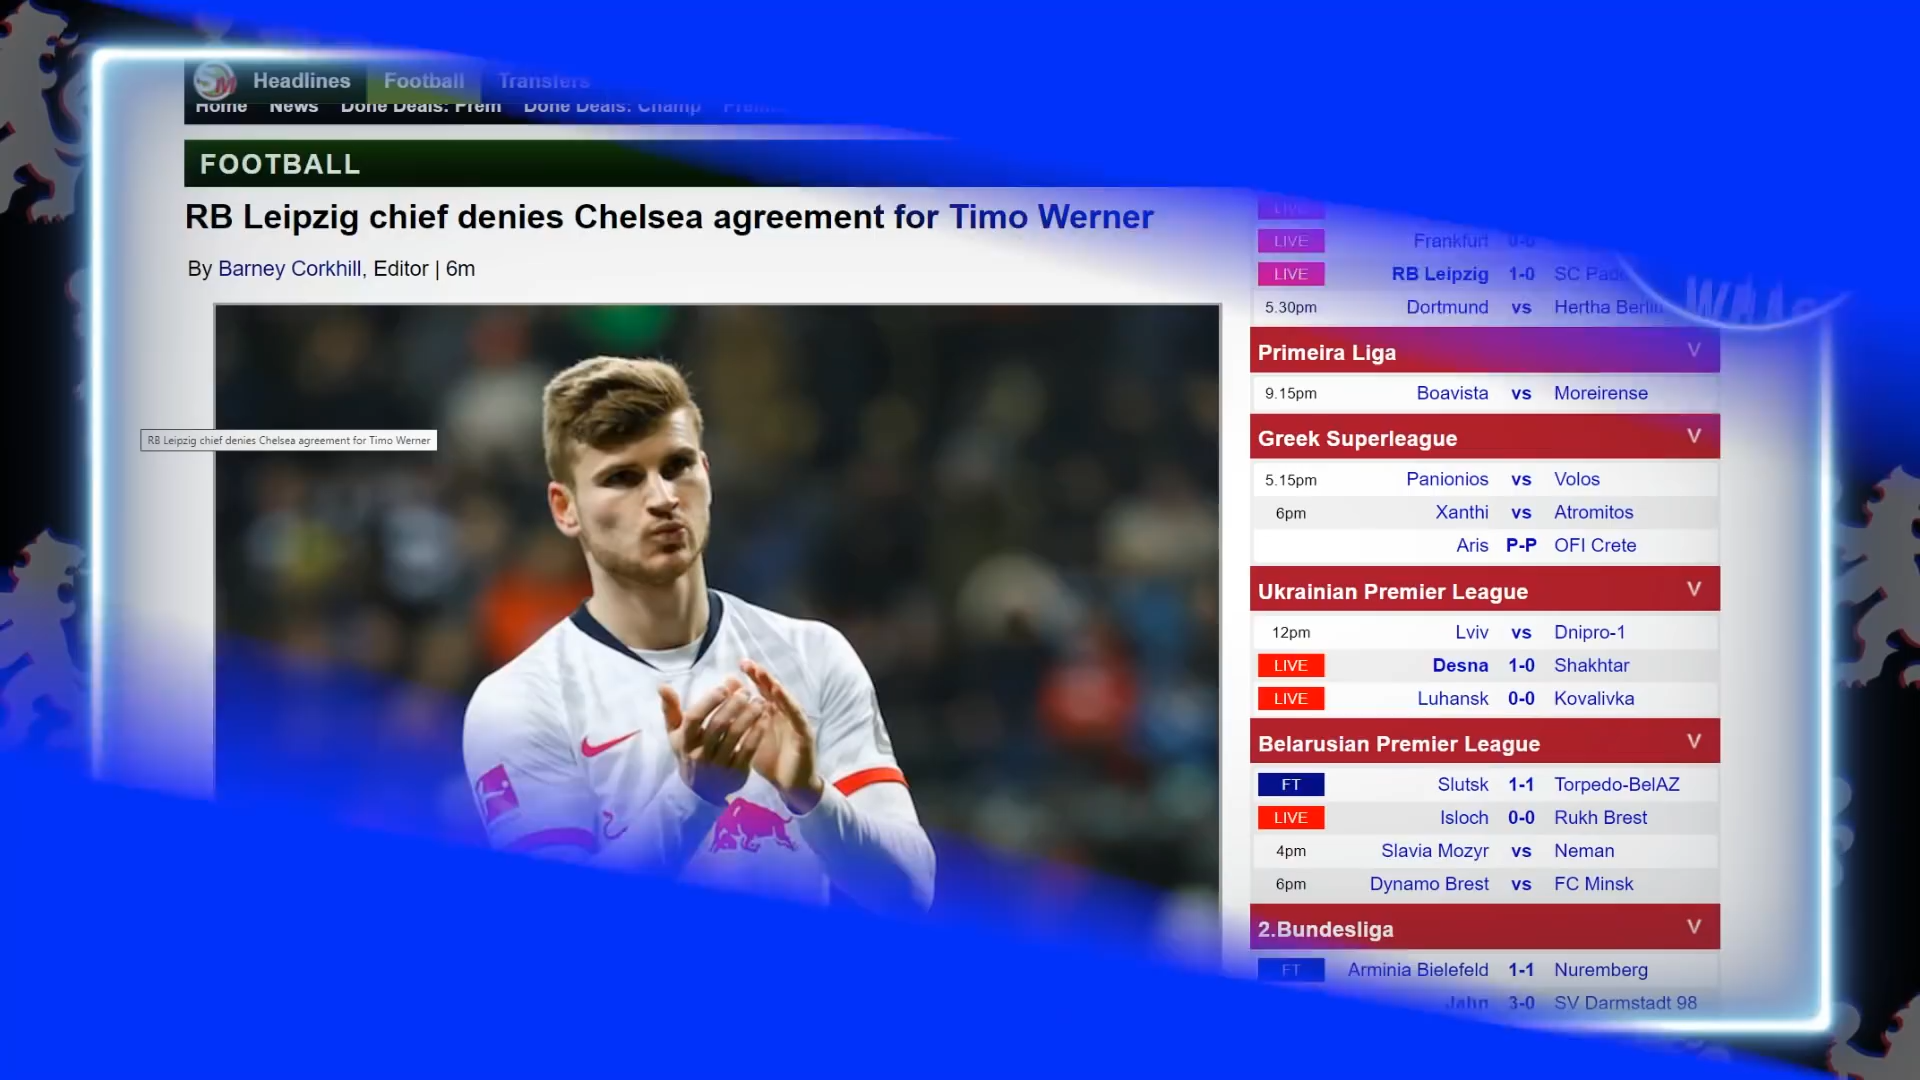 Headlines Football Transfers
Home News Done Deals: Prem Done Deals: Champ
FOOTBALL
RB Leipzig chief denies Chelsea agreement for Timo Werner
By Barney Corkhill, Editor | 6m
RB Leipzig chief denies Chelsea agreement for Timo Werner
LIVE
LIVE Frankfurt 0-0
LIVE RB Leipzig 1-0 SC
5.30pm Dortmund vs Hertha Berlin
Primeira Liga V
9.15pm Boavista vs Moreirense
Greek Superleague V
5.15pm Panionios vs Volos
6pm Xanthi vs Atromitos
Aris P-P OFI Crete
Ukrainian Premier League V
12pm Lviv vs Dnipro-1
LIVE Desna 1-0 Shakhtar
LIVE Luhansk 0-0 Kovalivka
Belarusian Premier League V
FT Slutsk 1-1 Torpedo-BelAZ
LIVE Isloch 0-0 Rukh Brest
4pm Slavia Mozyr vs Neman
6pm Dynamo Brest vs FC Minsk
2.Bundesliga V
FT Arminia Bielefeld 1-1 Nuremberg
Jahn 3-0 SV Darmstadt 98